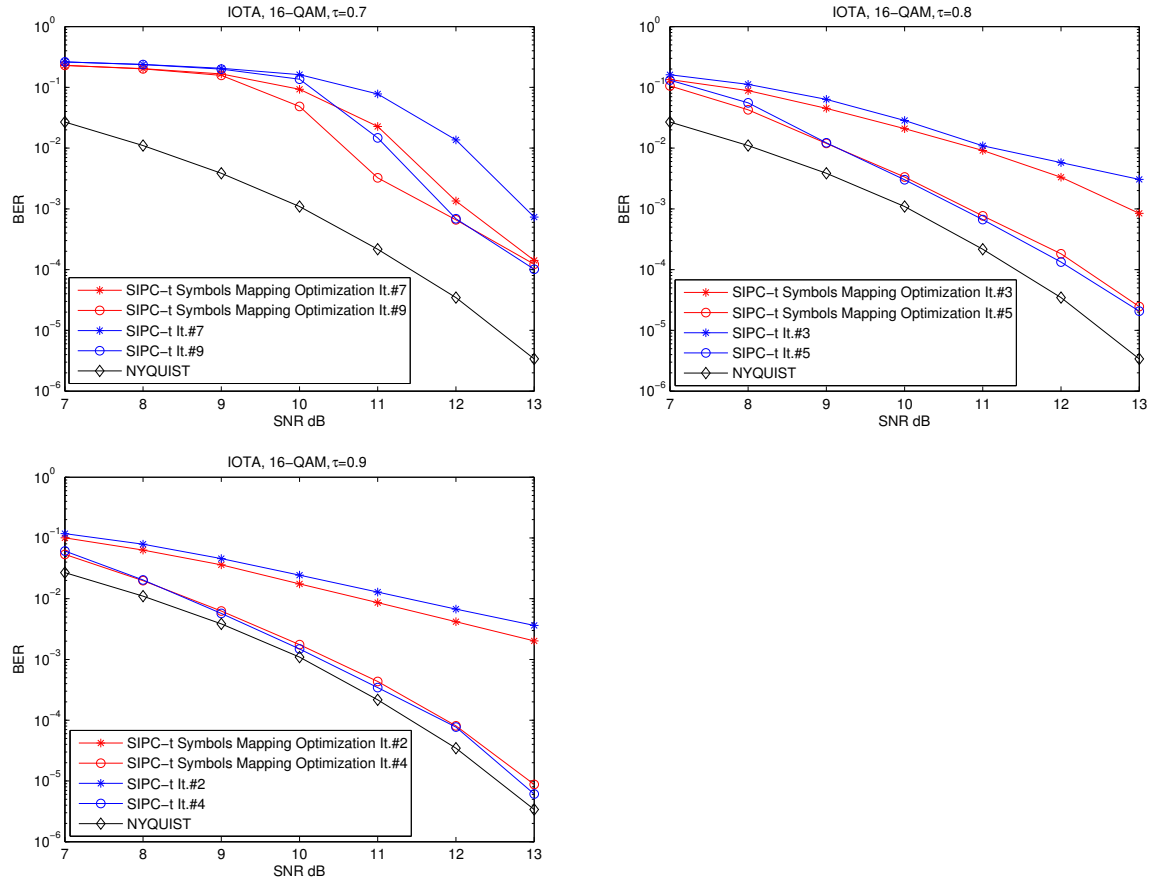 IOTA, 16−QAM, τ=0.7
10^0
10^−1
10^−2
10^−3
10^−4
10^−5
10^−6
BER
SIPC−t Symbols Mapping Optimization It.#7
SIPC−t Symbols Mapping Optimization It.#9
SIPC−t It.#7
SIPC−t It.#9
NYQUIST
7 8 9 10 11 12 13
SNR dB
IOTA, 16−QAM, τ=0.8
10^0
10^−1
10^−2
10^−3
10^−4
10^−5
10^−6
BER
SIPC−t Symbols Mapping Optimization It.#3
SIPC−t Symbols Mapping Optimization It.#5
SIPC−t It.#3
SIPC−t It.#5
NYQUIST
7 8 9 10 11 12 13
SNR dB
IOTA, 16−QAM, τ=0.9
10^0
10^−1
10^−2
10^−3
10^−4
10^−5
10^−6
BER
SIPC−t Symbols Mapping Optimization It.#2
SIPC−t Symbols Mapping Optimization It.#4
SIPC−t It.#2
SIPC−t It.#4
NYQUIST
7 8 9 10 11 12 13
SNR dB